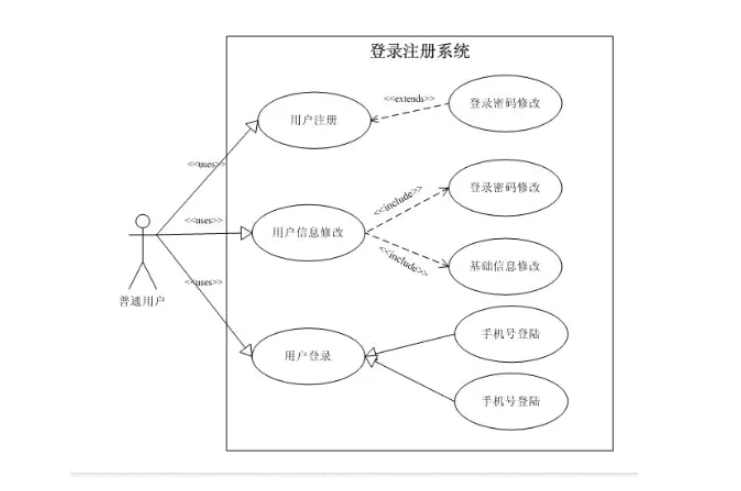 登录注册系统
<<extends>>
登录密码修改
用户注册
<<uses>>
登录密码修改
<<include>>
<<uses>>
用户信息修改
<<include>>
基础信息修改
<<uses>>
普通用户
手机号登陆
用户登录
手机号登陆